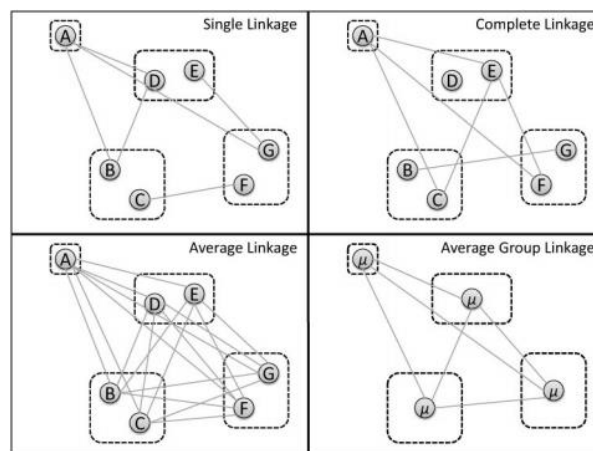 Single Linkage
A
D
E
G
B
F
C
Complete Linkage
A
D
E
G
B
F
C
Average Linkage
A
D
E
G
B
F
C
Average Group Linkage
μ
μ
μ
μ